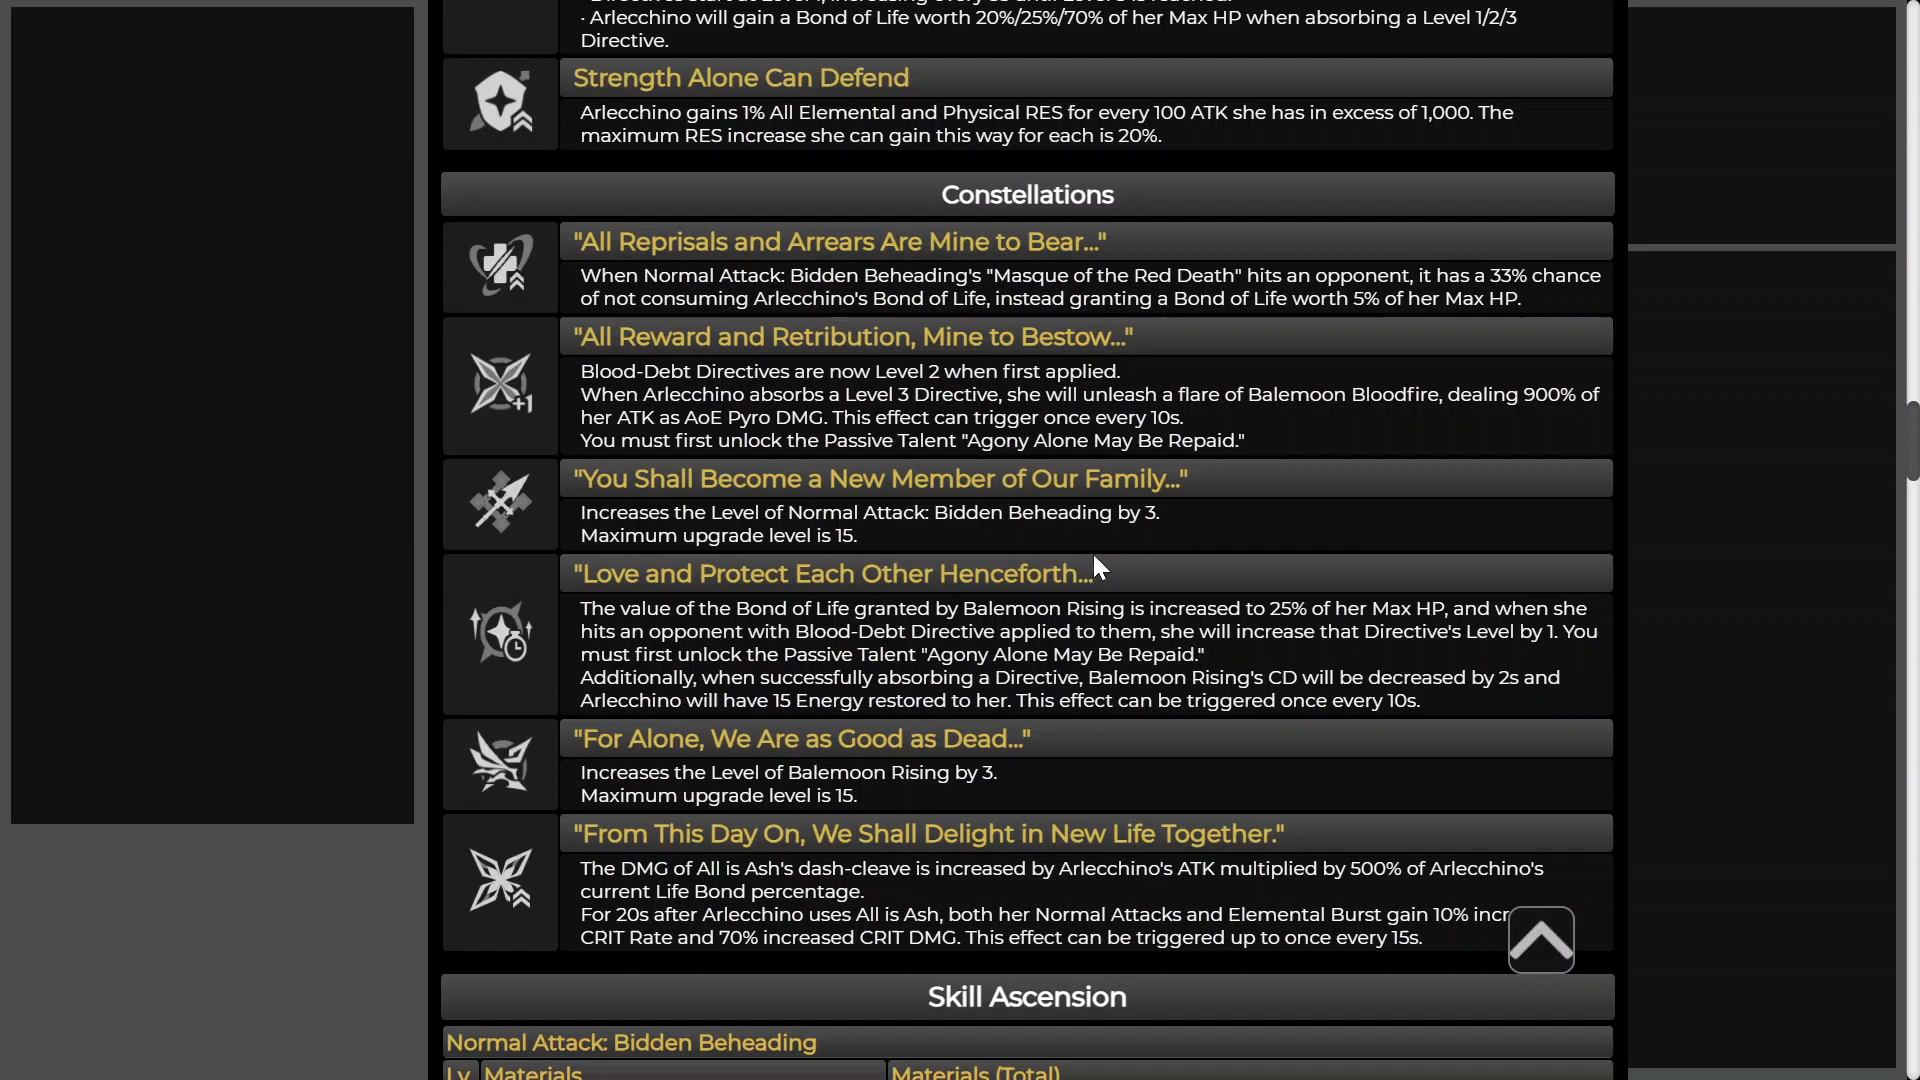 · Arlecchino will gain a Bond of Life worth 20%/25%/70% of her Max HP when absorbing a Level 1/2/3
Directive.
Strength Alone Can Defend
Arlecchino gains 1% All Elemental and Physical RES for every 100 ATK she has in excess of 1,000. The
maximum RES increase she can gain this way for each is 20%.
Constellations
"All Reprisals and Arrears Are Mine to Bear..."
When Normal Attack: Bidden Beheading's "Masque of the Red Death" hits an opponent, it has a 33% chance
of not consuming Arlecchino's Bond of Life, instead granting a Bond of Life worth 5% of her Max HP.
"All Reward and Retribution, Mine to Bestow..."
Blood-Debt Directives are now Level 2 when first applied.
When Arlecchino absorbs a Level 3 Directive, she will unleash a flare of Balemoon Bloodfire, dealing 900% of
her ATK as AoE Pyro DMG. This effect can trigger once every 10s.
You must first unlock the Passive Talent "Agony Alone May Be Repaid."
+1
"You Shall Become a New Member of Our Family..."
Increases the Level of Normal Attack: Bidden Beheading by 3.
Maximum upgrade level is 15.
"Love and Protect Each Other Henceforth...
The value of the Bond of Life granted by Balemoon Rising is increased to 25% of her Max HP, and when she
hits an opponent with Blood-Debt Directive applied to them, she will increase that Directive's Level by 1. You
must first unlock the Passive Talent "Agony Alone May Be Repaid."
Additionally, when successfully absorbing a Directive, Balemoon Rising's CD will be decreased by 2s and
Arlecchino will have 15 Energy restored to her. This effect can be triggered once every 10s.
"For Alone, We Are as Good as Dead..."
Increases the Level of Balemoon Rising by 3.
Maximum upgrade level is 15.
"From This Day On, We Shall Delight in New Life Together."
The DMG of All is Ash's dash-cleave is increased by Arlecchino's ATK multiplied by 500% of Arlecchino's
current Life Bond percentage.
For 20s after Arlecchino uses All is Ash, both her Normal Attacks and Elemental Burst gain 10% incr
CRIT Rate and 70% increased CRIT DMG. This effect can be triggered up to once every 15s.
Skill Ascension
Normal Attack: Bidden Beheading
Lv Materials Materials (Total)